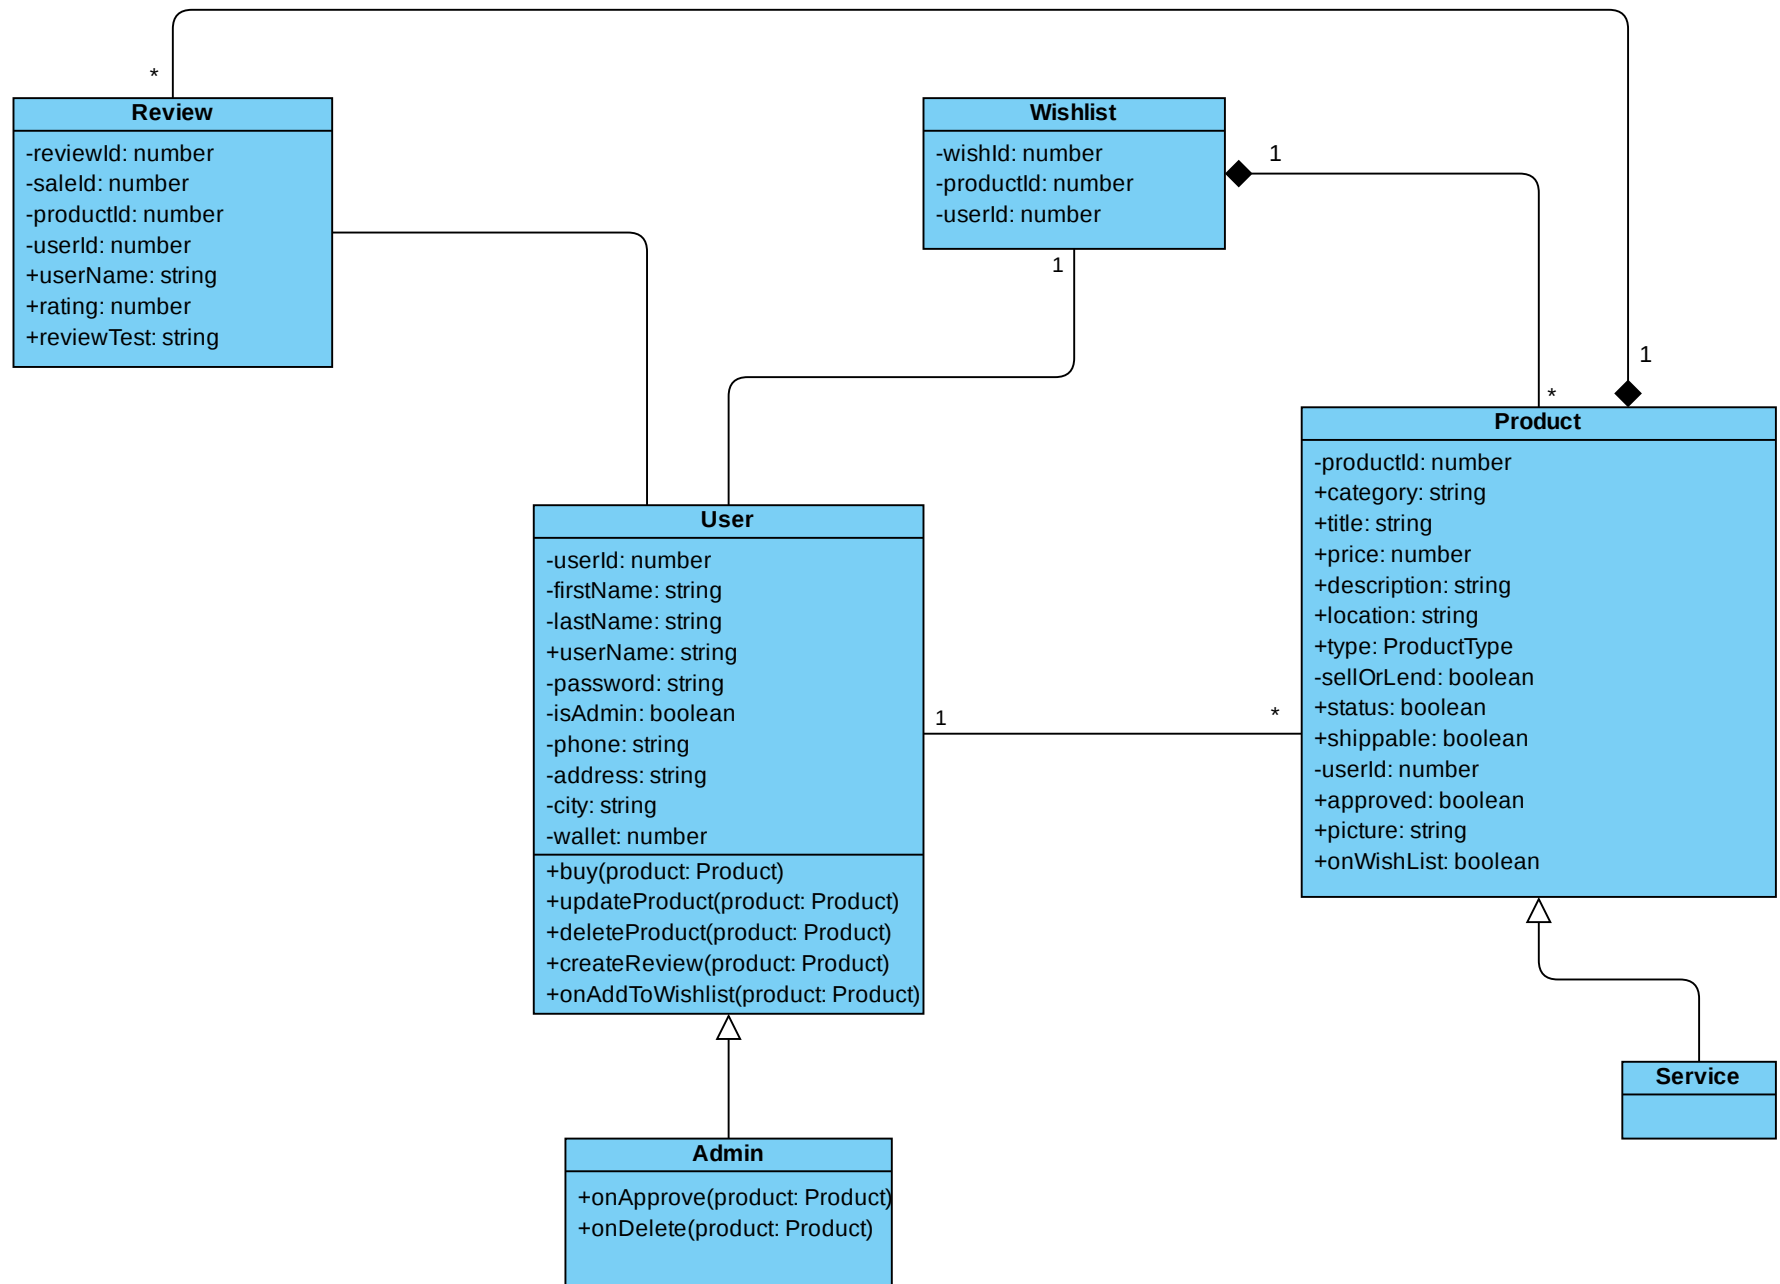 *
Review
-reviewId: number
-saleId: number
-productId: number
-userId: number
+userName: string
+rating: number
+reviewTest: string
Wishlist
-wishId: number
-productId: number
-userId: number
1
1
1
*
Product
-productId: number
+category: string
+title: string
+price: number
+description: string
+location: string
+type: ProductType
-sellOrLend: boolean
+status: boolean
+shippable: boolean
-userId: number
+approved: boolean
+picture: string
+onWishList: boolean
User
-userId: number
-firstName: string
-lastName: string
+userName: string
-password: string
-isAdmin: boolean
-phone: string
-address: string
-city: string
-wallet: number
+buy(product: Product)
+updateProduct(product: Product)
+deleteProduct(product: Product)
+createReview(product: Product)
+onAddToWishlist(product: Product)
1
*
Service
Admin
+onApprove(product: Product)
+onDelete(product: Product)